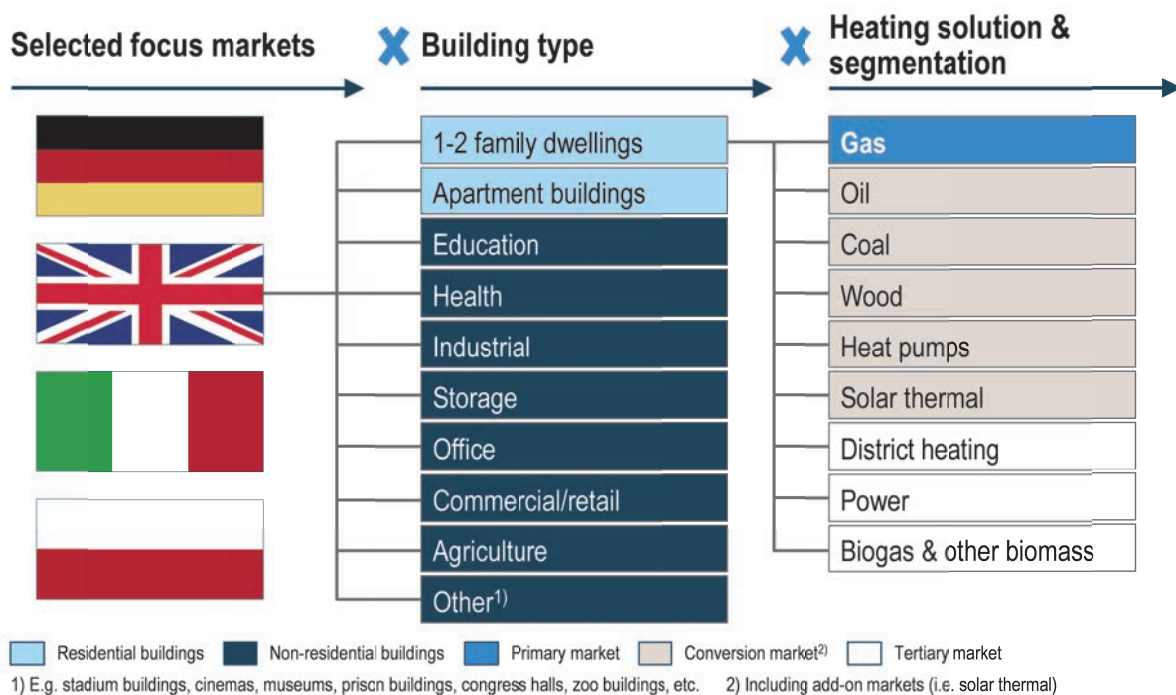 Selected focus markets
Building type
Heating solution &
segmentation
1-2 family dwellings
Apartment buildings
Education
Health
Industrial
Storage
Office
Commercial/retail
Agriculture
Other1)
Gas
Oil
Coal
Wood
Heat pumps
Solar thermal
District heating
Power
Biogas & other biomass
Residential buildings Non-residential buildings Primary market Conversion market2) Tertiary market
1) E.g. stadium buildings, cinemas, museums, prison buildings, congress halls, zoo buildings, etc. 2) Including add-on markets (i.e. solar thermal)